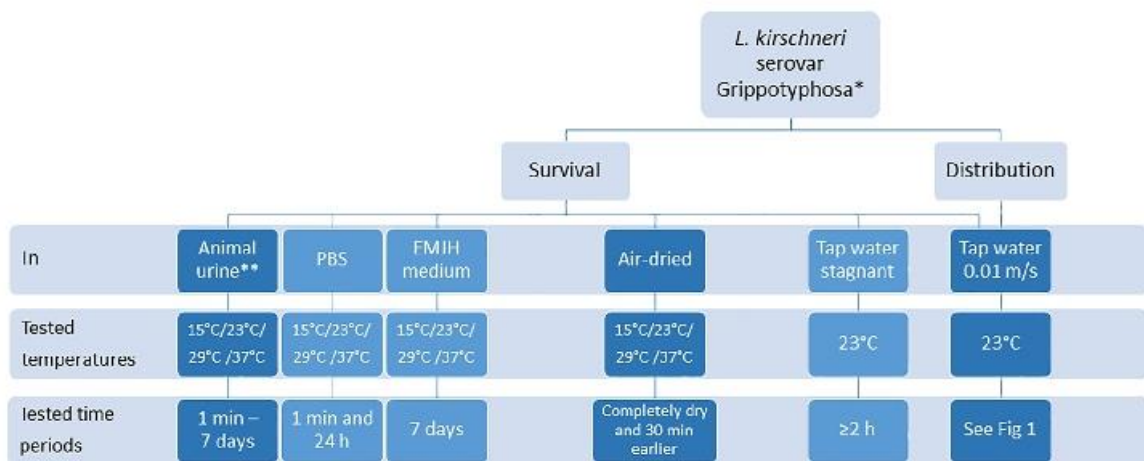 L. kirschneri
serovar
Grippotyphosa*
Survival
Distribution
In
Animal
urine**
PBS
FMIH
medium
Air-dried
Tap water
stagnant
Tap water
0.01 m/s
Tested
temperatures
15°C/23°C/
29°C /37°C
15°C/23°C/
29°C /37°C
15°C/23°C/
29°C /37°C
15°C/23°C/
29°C /37°C
23°C
23°C
Tested time
periods
1 min –
7 days
1 min and
24 h
7 days
Completely dry
and 30 min
earlier
≥2 h
See Fig 1